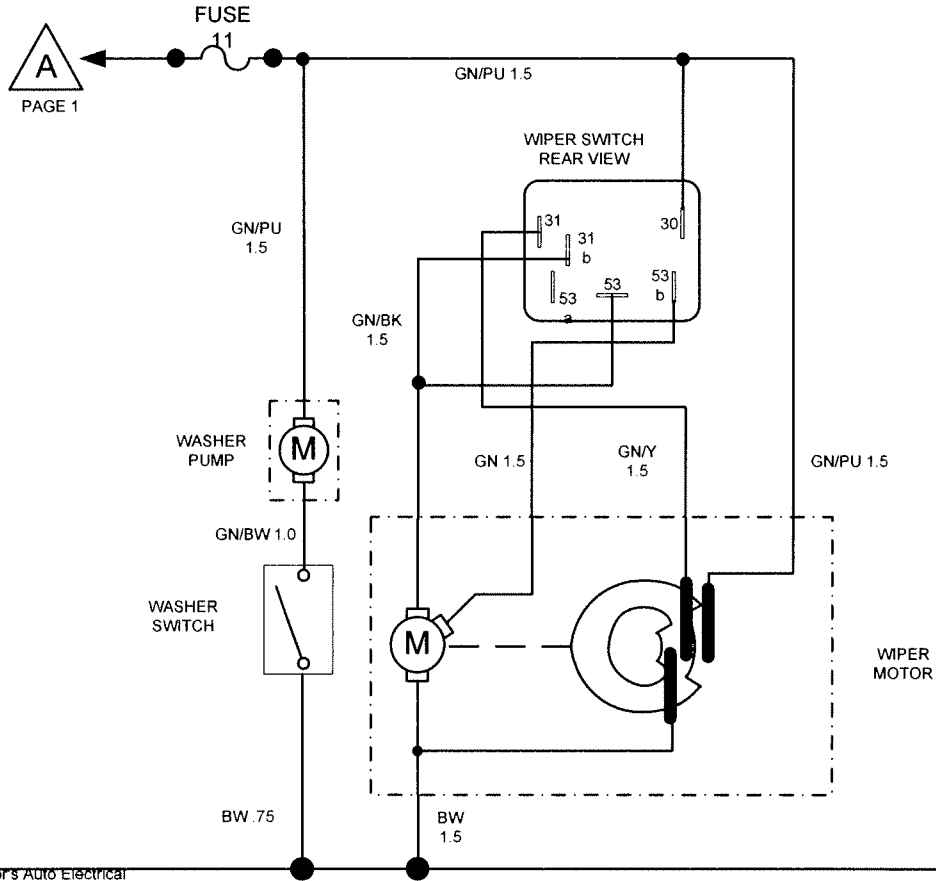 FUSE
11
A
PAGE 1
GN/PU 1.5
WIPER SWITCH
REAR VIEW
31
31
b
30
53
a
53
53
b
GN/PU
1.5
GN/BK
1.5
WASHER
PUMP
M
GN 1.5
GN/Y
1.5
GN/PU 1.5
GN/BW 1.0
WASHER
SWITCH
M
WIPER
MOTOR
BW .75
BW
1.5
Auto Electrical